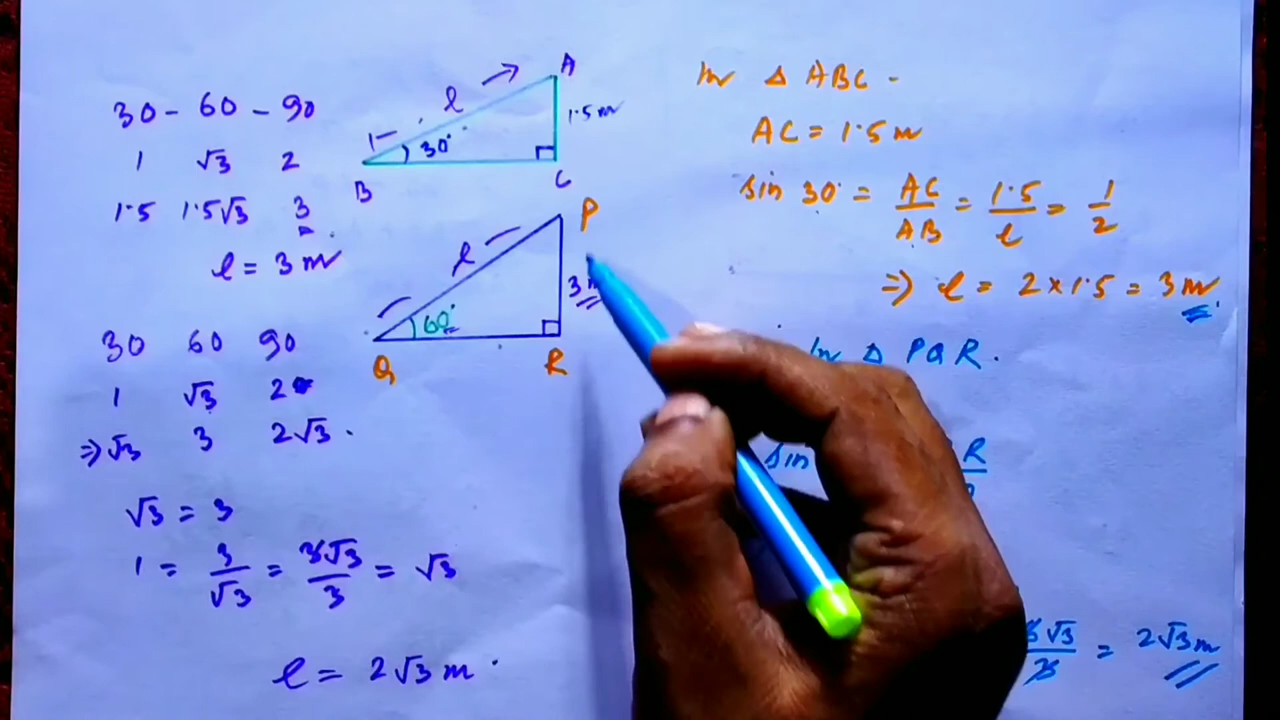 30 - 60 - 90
1 √3 2
1.5 1.5√3 3
l = 3 m
A
l
1.5 m
30°
B
C
P
l
3
60°
Q
R
30 60 90
1 √3 2
⇒ √3 3 2√3 .
√3 = 3
1 = 3/√3 = 3√3/3 = √3
l = 2√3 m .
In Δ ABC -
AC = 1.5 m
sin 30° = AC/AB = 1.5/l = 1/2
⇒ l = 2 × 1.5 = 3 m
In Δ PQR .
sin
R
√3/3 = 2√3 m